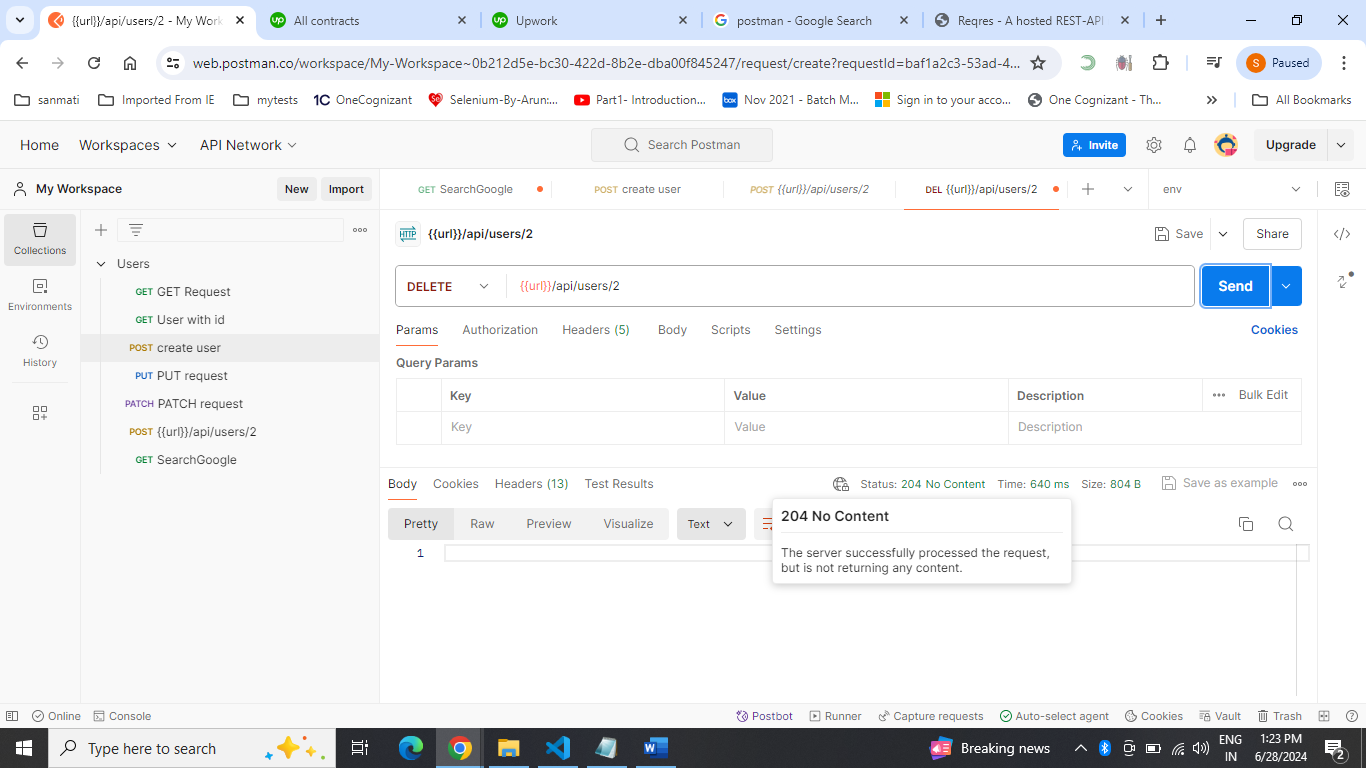 {{url}}/api/users/2 - My Work
All contracts
Upwork
postman - Google Search
Reqres - A hosted REST-API
web.postman.co/workspace/My-Workspace~0b212d5e-bc30-422d-8b2e-dba00f845247/request/create?requestId=baf1a2c3-53ad-4...
S Paused
sanmati
Imported From IE
mytests
1C OneCognizant
Selenium-By-Arun:...
Part1- Introduction...
box Nov 2021 - Batch M...
Sign in to your acco...
One Cognizant - Th...
»
All Bookmarks
Home
Workspaces
API Network
Search Postman
Invite
Upgrade
My Workspace
New
Import
GET SearchGoogle
POST create user
POST {{url}}/api/users/2
DEL {{url}}/api/users/2
env
Collections
Environments
History
Users
GET GET Request
GET User with id
POST create user
PUT PUT request
PATCH PATCH request
POST {{url}}/api/users/2
GET SearchGoogle
HTTP {{url}}/api/users/2
Save
Share
DELETE
{{url}}/api/users/2
Send
Params
Authorization
Headers (5)
Body
Scripts
Settings
Cookies
Query Params
Key
Value
Description
Bulk Edit
Key
Value
Description
Body
Cookies
Headers (13)
Test Results
Status: 204 No Content
Time: 640 ms
Size: 804 B
Save as example
Pretty
Raw
Preview
Visualize
Text
204 No Content
The server successfully processed the request,
but is not returning any content.
1
Online
Console
Postbot
Runner
Capture requests
Auto-select agent
Cookies
Vault
Trash
Type here to search
Breaking news
ENG
IN
1:23 PM
6/28/2024
2